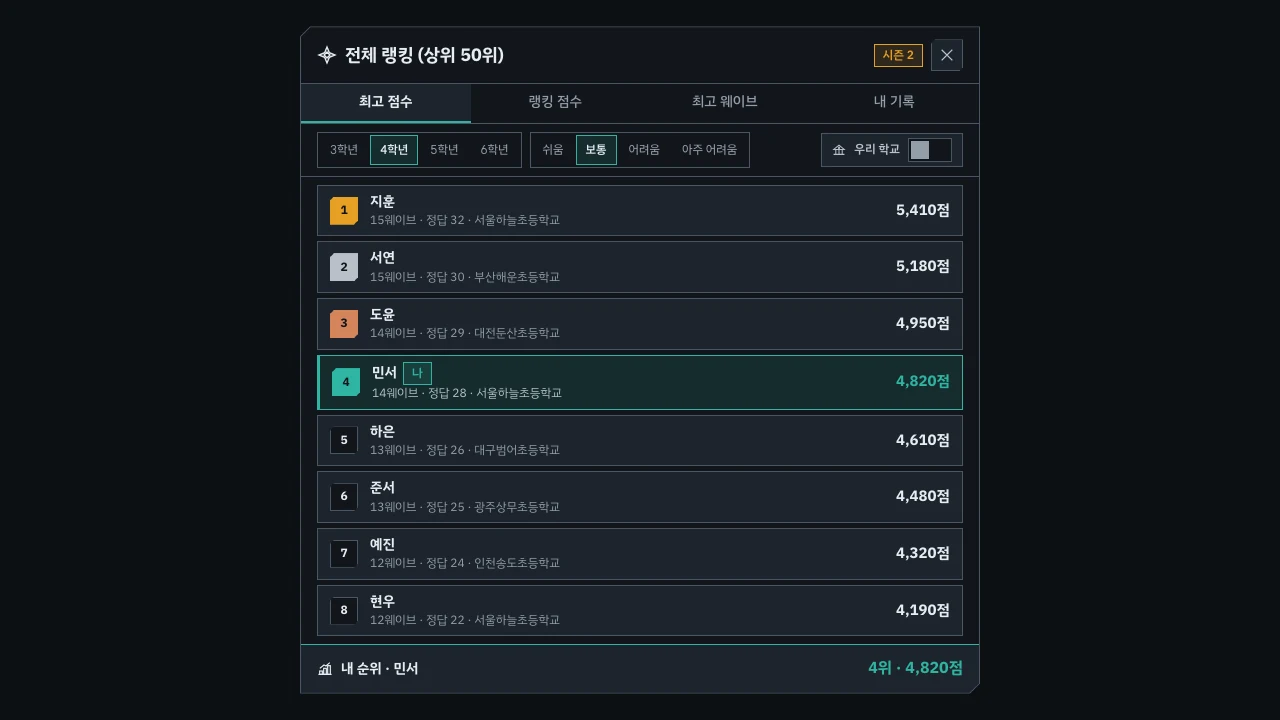 전체 랭킹 (상위 50위)
시즌 2
최고 점수
랭킹 점수
최고 웨이브
내 기록
3학년 4학년 5학년 6학년
쉬움 보통 어려움 아주 어려움
우리 학교
1
지훈
15웨이브 · 정답 32 · 서울하늘초등학교
5,410점
2
서연
15웨이브 · 정답 30 · 부산해운초등학교
5,180점
3
도윤
14웨이브 · 정답 29 · 대전둔산초등학교
4,950점
4
민서 나
14웨이브 · 정답 28 · 서울하늘초등학교
4,820점
5
하은
13웨이브 · 정답 26 · 대구범어초등학교
4,610점
6
준서
13웨이브 · 정답 25 · 광주상무초등학교
4,480점
7
예진
12웨이브 · 정답 24 · 인천송도초등학교
4,320점
8
현우
12웨이브 · 정답 22 · 서울하늘초등학교
4,190점
내 순위 · 민서
4위 · 4,820점